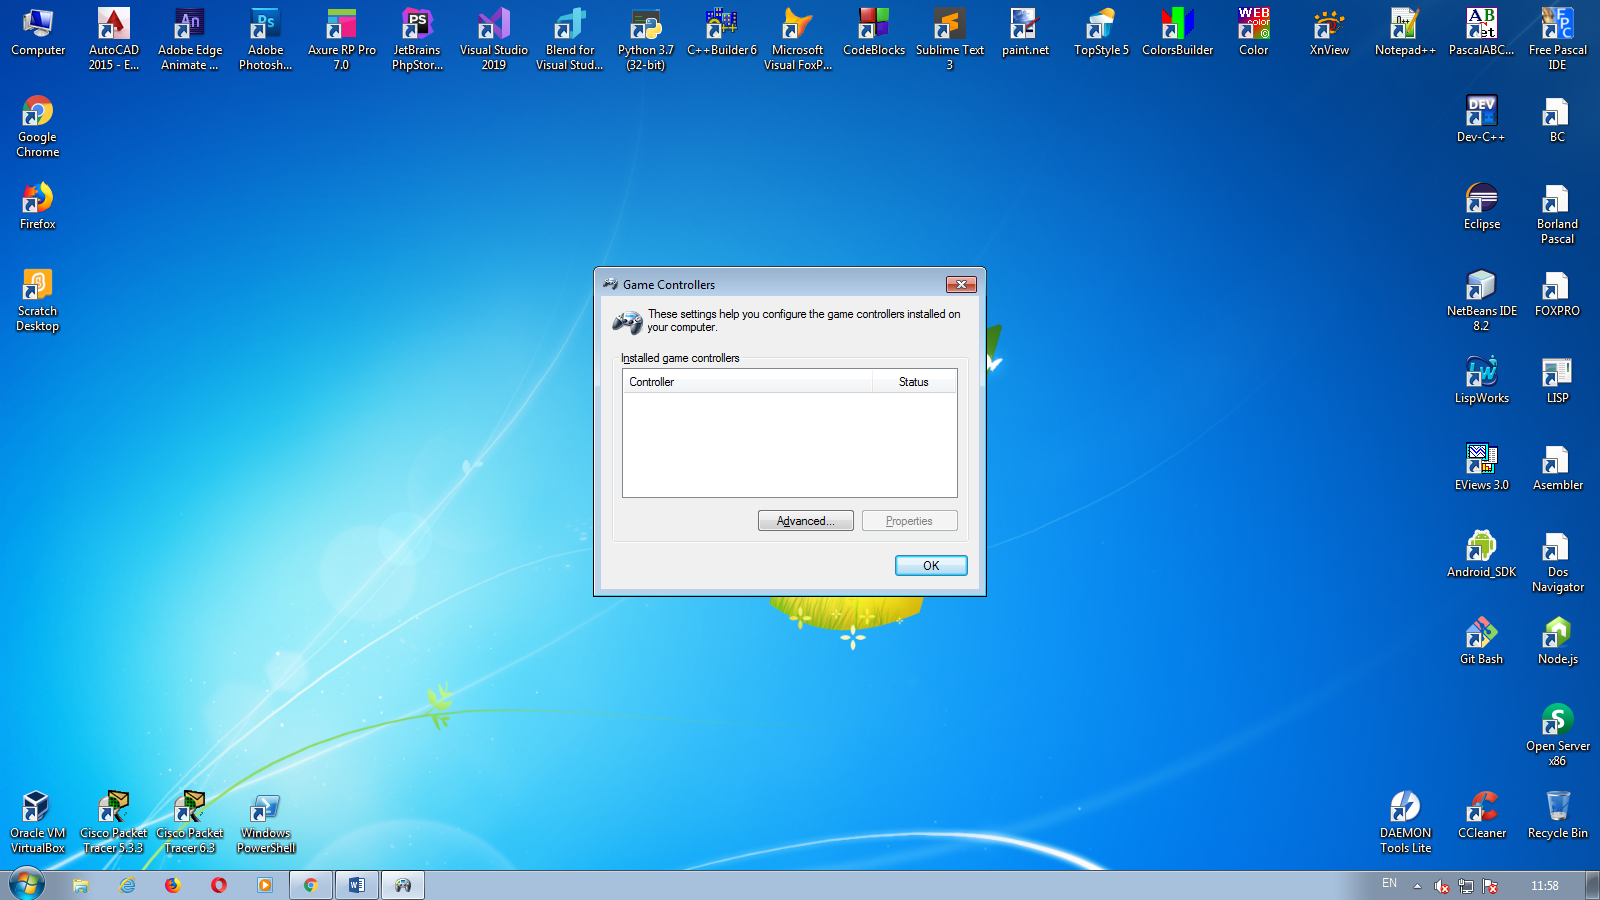 Computer
AutoCAD
2015 - E...
Adobe Edge
Animate ...
Adobe
Photosh...
Axure RP Pro
7.0
JetBrains
PhpStor...
Visual Studio
2019
Blend for
Visual Stud...
Python 3.7
(32-bit)
C++Builder 6
Microsoft
Visual FoxP...
CodeBlocks
Sublime Text
3
paint.net
TopStyle 5
ColorsBuilder
Color
XnView
Notepad++
PascalABC...
Free Pascal
IDE
Google
Chrome
Dev-C++
BC
Firefox
Eclipse
Borland
Pascal
Scratch
Desktop
NetBeans IDE
8.2
FOXPRO
Game Controllers
These settings help you configure the game controllers installed on
your computer.
Installed game controllers
Controller
Status
Advanced...
Properties
OK
LispWorks
LISP
EViews 3.0
Asembler
Android_SDK
Dos
Navigator
Git Bash
Node.js
Open Server
x86
Oracle VM
VirtualBox
Cisco Packet
Tracer 5.3.3
Cisco Packet
Tracer 6.3
Windows
PowerShell
DAEMON
Tools Lite
CCleaner
Recycle Bin
EN
11:58